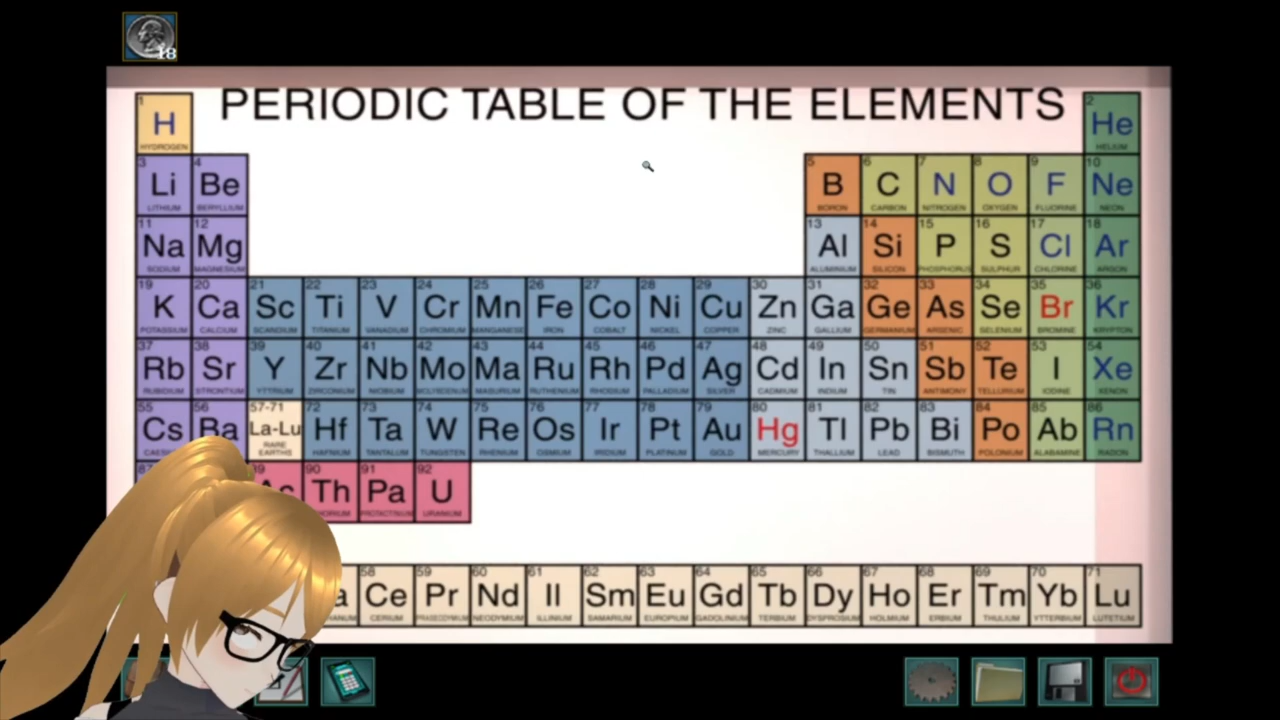 18
PERIODIC TABLE OF THE ELEMENTS
1 2
H He
HYDROGEN HELIUM
3 4 5 6 7 8 9 10
Li Be B C N O F Ne
LITHIUM BERYLLIUM BORON CARBON NITROGEN OXYGEN FLUORINE NEON
11 12 13 14 15 16 17 18
Na Mg Al Si P S Cl Ar
SODIUM MAGNESIUM ALUMINIUM SILICON PHOSPHORUS SULPHUR CHLORINE ARGON
19 20 21 22 23 24 25 26 27 28 29 30 31 32 33 34 35 36
K Ca Sc Ti V Cr Mn Fe Co Ni Cu Zn Ga Ge As Se Br Kr
POTASSIUM CALCIUM SCANDIUM TITANIUM VANADIUM CHROMIUM MANGANESE IRON COBALT NICKEL COPPER ZINC GALLIUM GERMANIUM ARSENIC SELENIUM BROMINE KRYPTON
37 38 39 40 41 42 43 44 45 46 47 48 49 50 51 52 53 54
Rb Sr Y Zr Nb Mo Ma Ru Rh Pd Ag Cd In Sn Sb Te I Xe
RUBIDIUM STRONTIUM YTTRIUM ZIRCONIUM NIOBIUM MOLYBDENUM MASURIUM RUTHENIUM RHODIUM PALLADIUM SILVER CADMIUM INDIUM TIN ANTIMONY TELLURIUM IODINE XENON
55 56 57-71 72 73 74 75 76 77 78 79 80 81 82 83 84 85 86
Cs Ba La-Lu Hf Ta W Re Os Ir Pt Au Hg Tl Pb Bi Po Ab Rn
RARE EARTHS HAFNIUM TANTALUM TUNGSTEN RHENIUM OSMIUM IRIDIUM PLATINUM GOLD MERCURY THALLIUM LEAD BISMUTH POLONIUM ALABAMINE RADON
87 90 91 92
Ac Th Pa U
PROTACTINIUM URANIUM
58 59 60 61 62 63 64 65 66 67 68 69 70 71
Ce Pr Nd Il Sm Eu Gd Tb Dy Ho Er Tm Yb Lu
CERIUM PRASEODYMIUM NEODYMIUM ILLINIUM SAMARIUM EUROPIUM GADOLINIUM TERBIUM DYSPROSIUM HOLMIUM ERBIUM THULIUM YTTERBIUM LUTETIUM